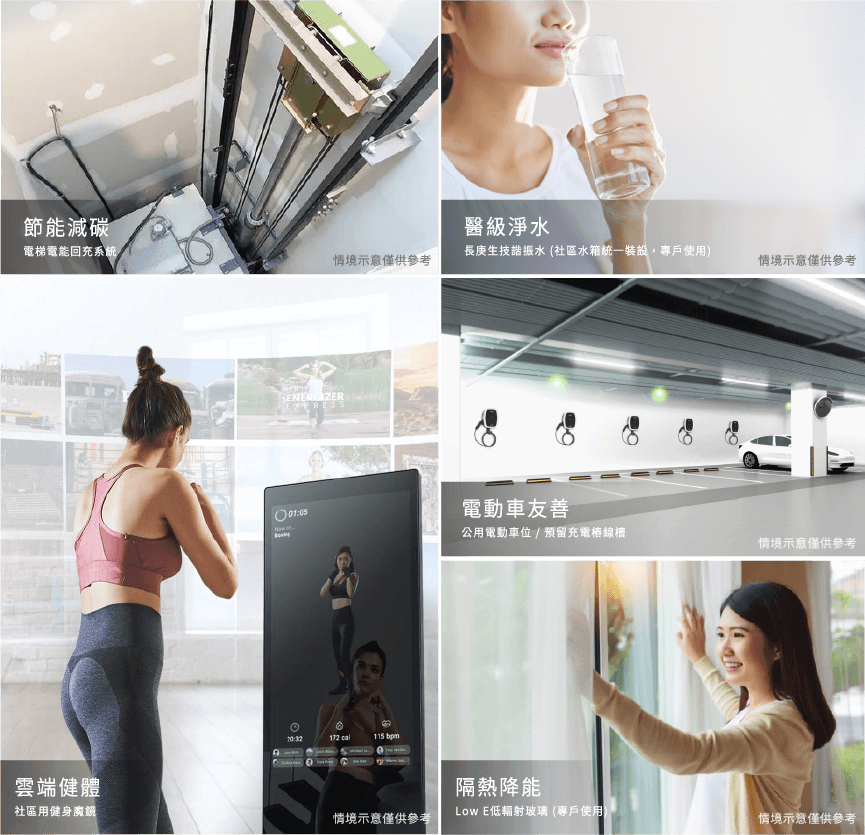 節能減碳
電梯電能回充系統
情境示意僅供參考
醫級淨水
長庚生技諧振水 (社區水箱統一裝設，專戶使用)
情境示意僅供參考
ENERGIZER
EXPRESS
01:05
Boxing
10:32
172 cal
115 bpm
雲端健體
社區用健身魔鏡
情境示意僅供參考
電動車友善
公用電動車位 / 預留充電樁線槽
情境示意僅供參考
隔熱降能
Low E低輻射玻璃 (專戶使用)
情境示意僅供參考